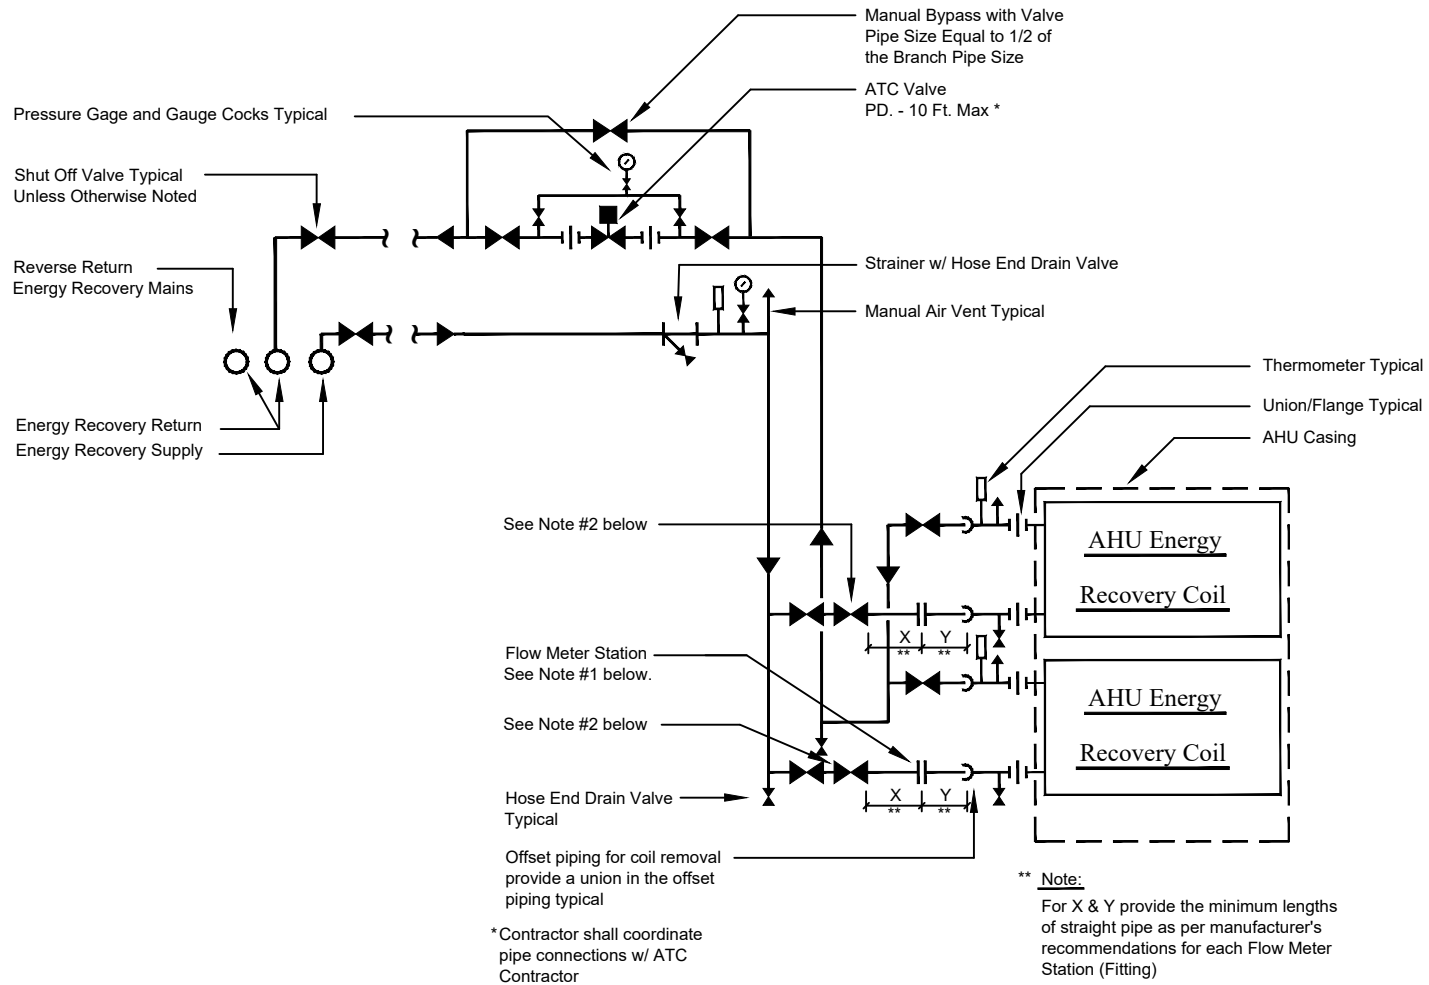 Manual Bypass with Valve
Pipe Size Equal to 1/2 of
the Branch Pipe Size
ATC Valve
PD. - 10 Ft. Max *
Pressure Gage and Gauge Cocks Typical
Shut Off Valve Typical
Unless Otherwise Noted
Reverse Return
Energy Recovery Mains
Strainer w/ Hose End Drain Valve
Manual Air Vent Typical
Energy Recovery Return
Energy Recovery Supply
Thermometer Typical
Union/Flange Typical
AHU Casing
See Note #2 below
AHU Energy
Recovery Coil
X
**
Y
**
Flow Meter Station
See Note #1 below.
See Note #2 below
AHU Energy
Recovery Coil
X
**
Y
**
Hose End Drain Valve
Typical
Offset piping for coil removal
provide a union in the offset
piping typical
*Contractor shall coordinate
pipe connections w/ ATC
Contractor
** Note:
For X & Y provide the minimum lengths
of straight pipe as per manufacturer's
recommendations for each Flow Meter
Station (Fitting)